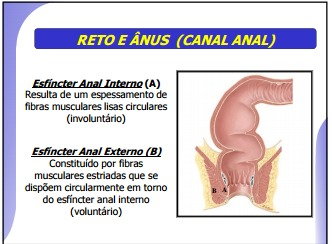 RETO E ÂNUS (CANAL ANAL)
Esfíncter Anal Interno (A)
Resulta de um espessamento de
fibras musculares lisas circulares
(involuntário)
Esfíncter Anal Externo (B)
Constituído por fibras
musculares estriadas que se
dispõem circularmente em torno
do esfíncter anal interno
(voluntário)
B A